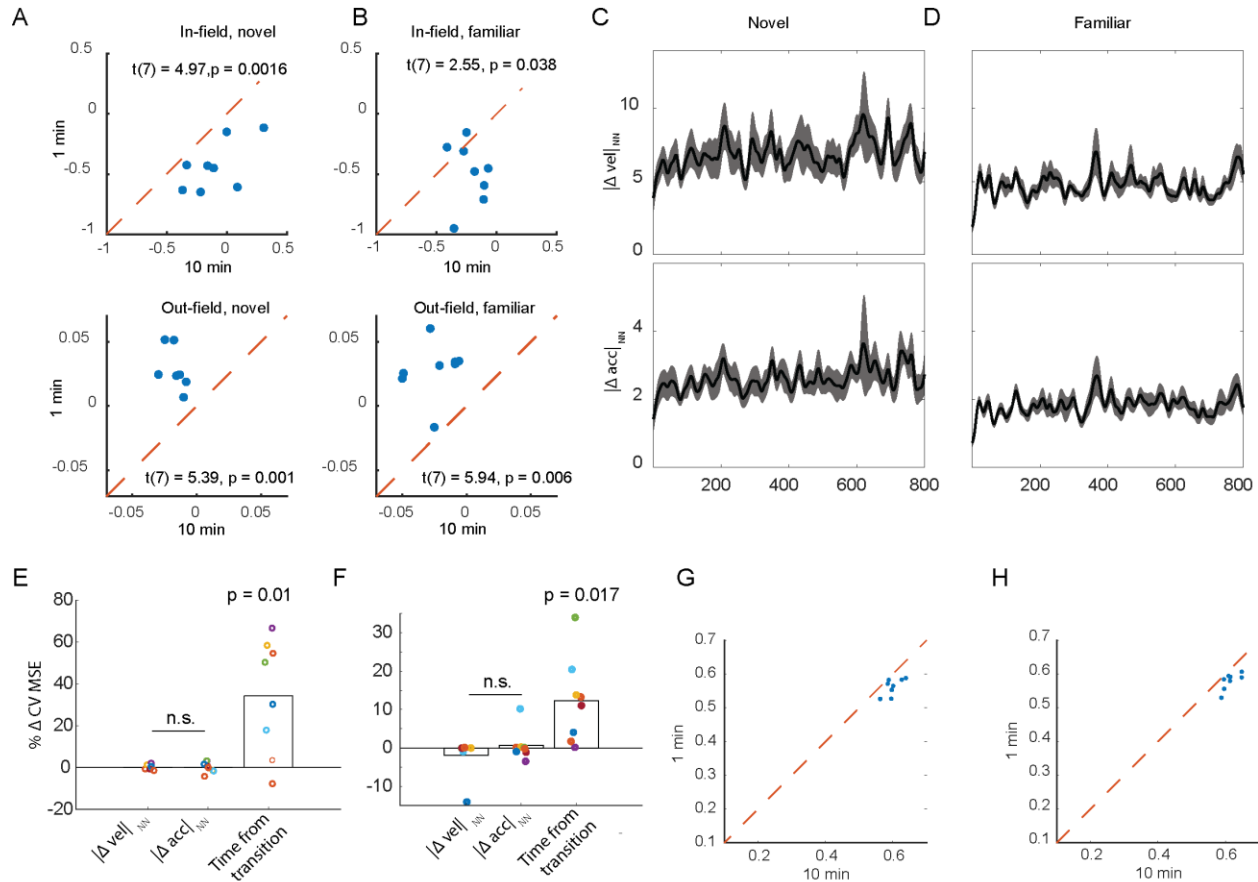 A
In-field, novel
t(7) = 4.97,p = 0.0016
0.5
0
-0.5
-1
1 min
-1
-0.5
0
0.5
10 min
Out-field, novel
0.05
0
-0.05
1 min
t(7) = 5.39, p = 0.001
-0.05
0
0.05
10 min
B
In-field, familiar
t(7) = 2.55, p = 0.038
0.5
0
-0.5
-1
-1
-0.5
0
0.5
10 min
Out-field, familiar
0.05
0
-0.05
t(7) = 5.94, p = 0.006
-0.05
0
0.05
10 min
C
Novel
10
5
0
|Δ vel| NN
4
2
0
|Δ acc| NN
200
400
600
800
D
Familiar
200
400
600
800
E
p = 0.01
80
60
40
20
0
-20
% Δ CV MSE
n.s.
|Δ vel| NN
|Δ acc| NN
Time from
transition
F
p = 0.017
30
20
10
0
-10
n.s.
|Δ vel| NN
|Δ acc| NN
Time from
transition
G
0.7
0.6
0.5
0.4
0.3
0.2
0.1
1 min
0.2
0.4
0.6
10 min
H
0.7
0.6
0.5
0.4
0.3
0.2
0.1
1 min
0.2
0.4
0.6
10 min